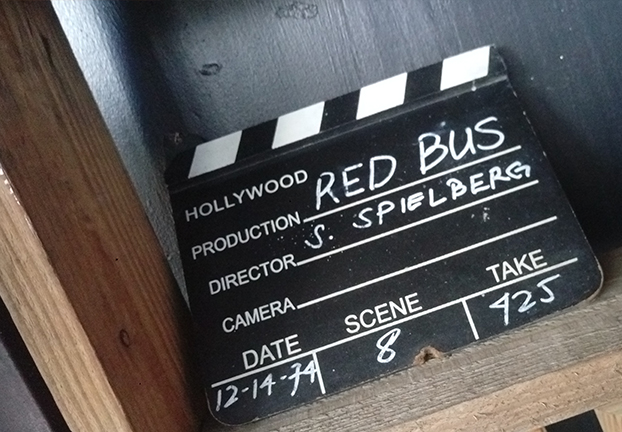 HOLLYWOOD RED BUS
PRODUCTION S. SPIELBERG
DIRECTOR
CAMERA
DATE SCENE TAKE
12-14-74 8 425